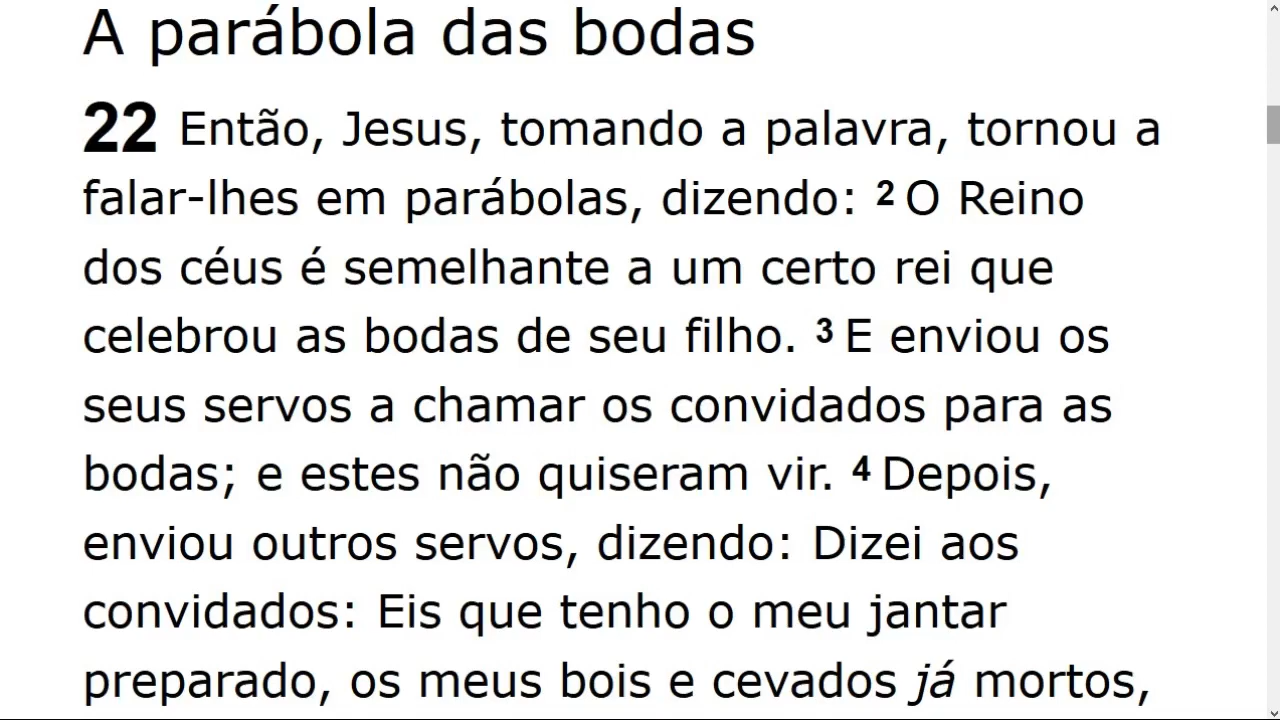 A parábola das bodas
22 Então, Jesus, tomando a palavra, tornou a
falar-lhes em parábolas, dizendo: 2 O Reino
dos céus é semelhante a um certo rei que
celebrou as bodas de seu filho. 3 E enviou os
seus servos a chamar os convidados para as
bodas; e estes não quiseram vir. 4 Depois,
enviou outros servos, dizendo: Dizei aos
convidados: Eis que tenho o meu jantar
preparado, os meus bois e cevados já mortos,